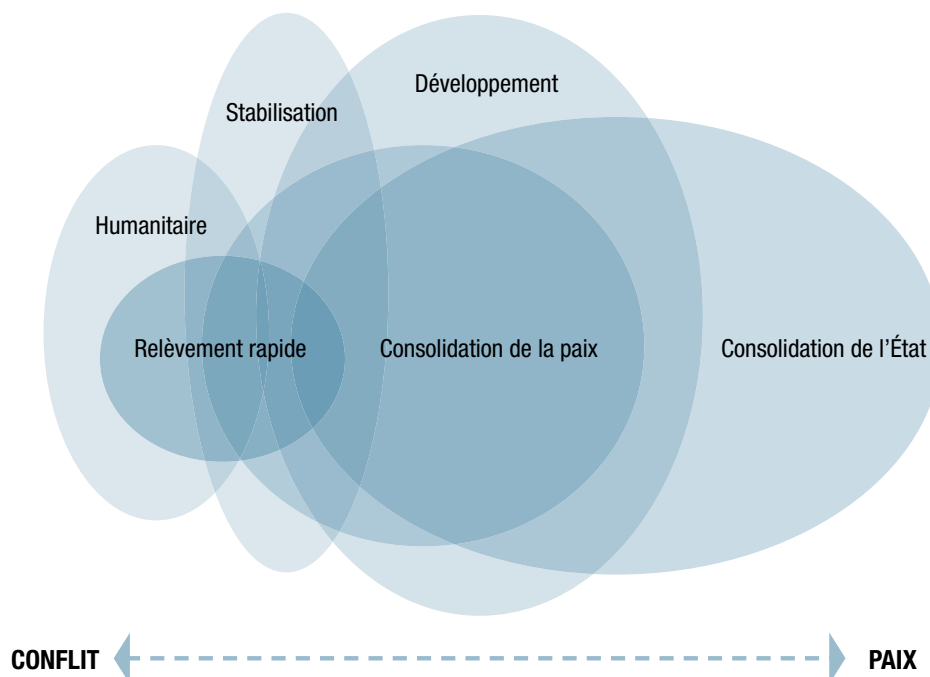 Développement
Stabilisation
Humanitaire
Relèvement rapide
Consolidation de la paix
Consolidation de l’État
CONFLIT
PAIX